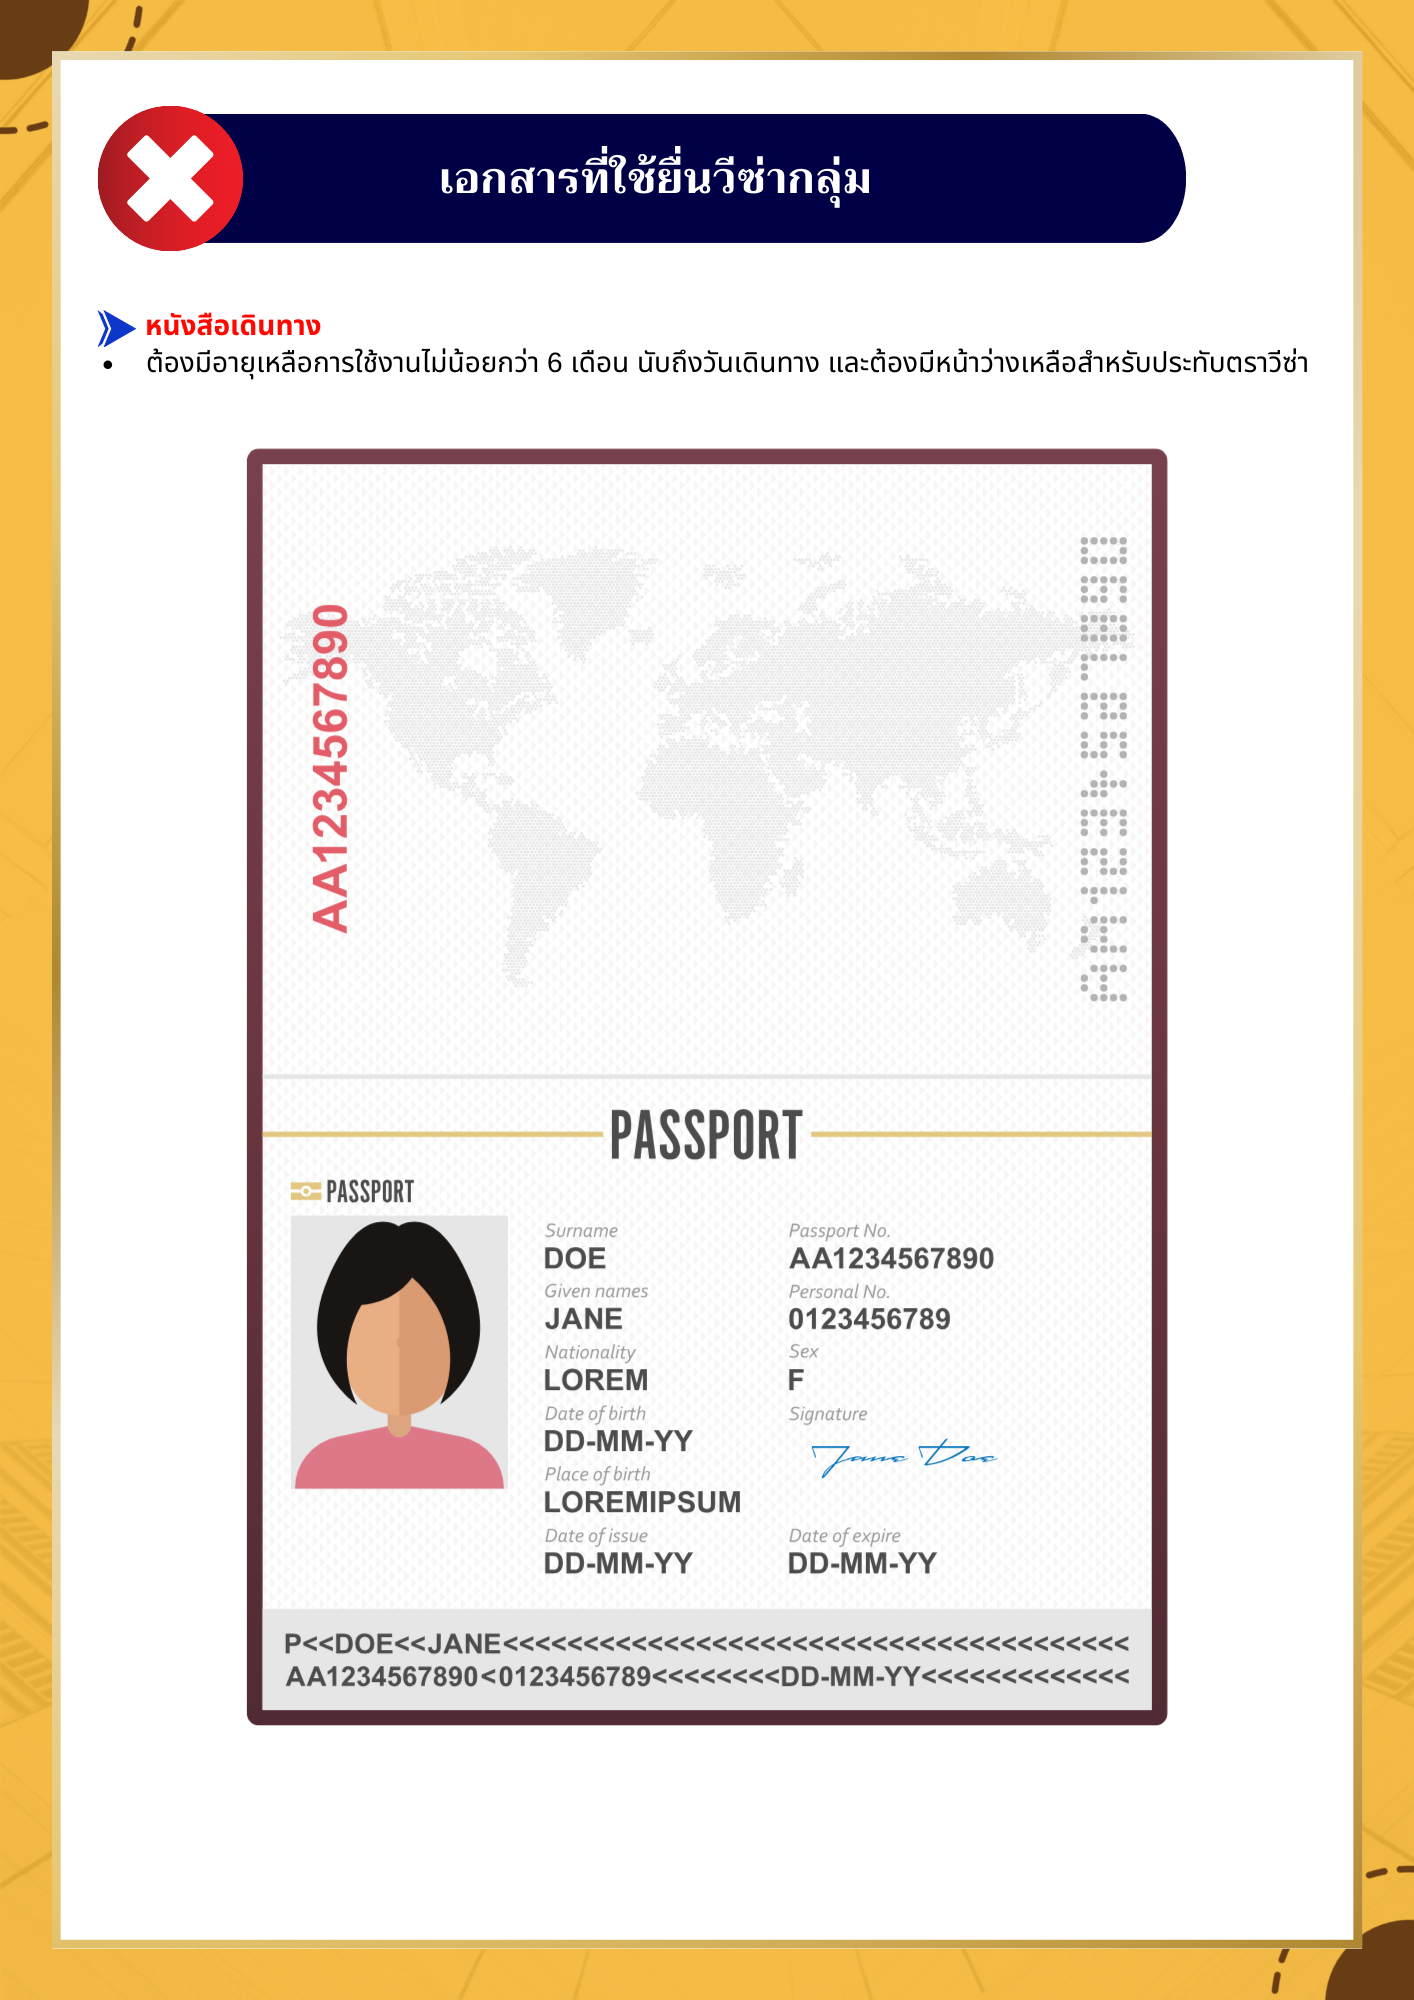 เอกสารที่ใช้ยื่นวีซ่ากลุ่ม
หนังสือเดินทาง
• ต้องมีอายุเหลือการใช้งานไม่น้อยกว่า 6 เดือน นับถึงวันเดินทาง และต้องมีหน้าว่างเหลือสำหรับประทับตราวีซ่า
AA1234567890
AA1234567890
PASSPORT
PASSPORT
Surname
DOE
Given names
JANE
Nationality
LOREM
Date of birth
DD-MM-YY
Place of birth
LOREMIPSUM
Date of issue
DD-MM-YY
Passport No.
AA1234567890
Personal No.
0123456789
Sex
F
Signature
Jane Doe
Date of expire
DD-MM-YY
P<<DOE<<JANE<<<<<<<<<<<<<<<<<<<<<<<<<<<<<<<<<<<<<<<
AA1234567890<0123456789<<<<<<<<DD-MM-YY<<<<<<<<<<<<<